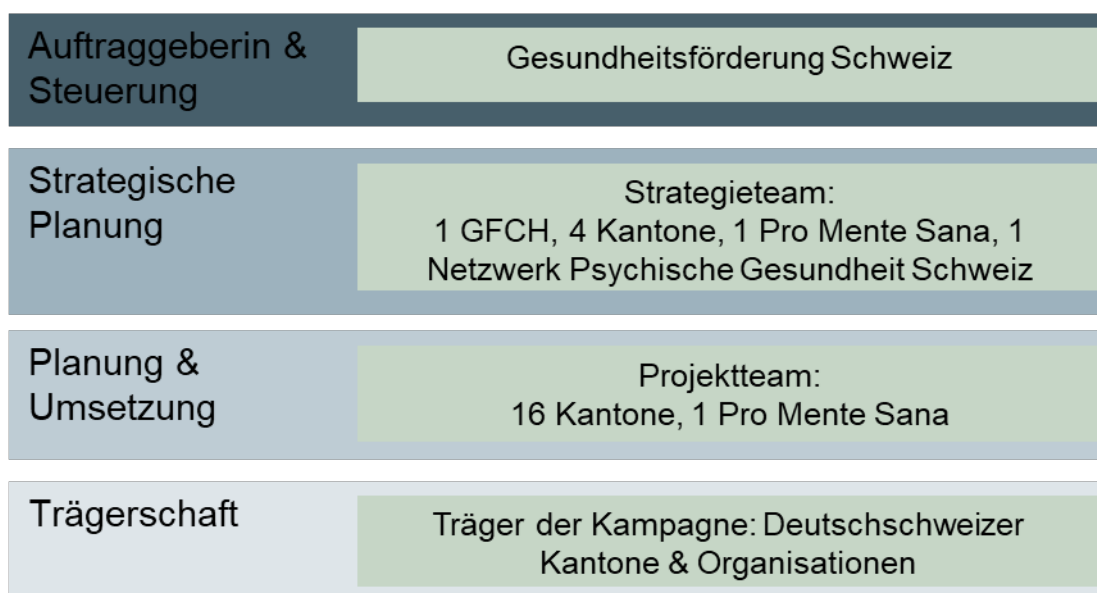 Auftraggeberin &
Steuerung
Gesundheitsförderung Schweiz
Strategische
Planung
Strategieteam:
1 GFCH, 4 Kantone, 1 Pro Mente Sana, 1
Netzwerk Psychische Gesundheit Schweiz
Planung &
Umsetzung
Projektteam:
16 Kantone, 1 Pro Mente Sana
Trägerschaft
Träger der Kampagne: Deutschschweizer
Kantone & Organisationen